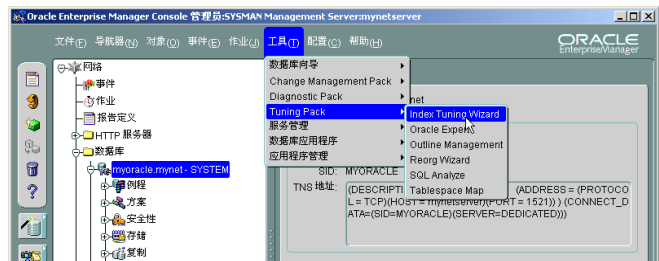 Oracle Enterprise Manager Console 管理员:SYSMAN Management Server:mynetserver
文件(F) 导航器(N) 对象(O) 事件(E) 作业(J) 工具(T) 配置(C) 帮助(H)
ORACLE
Enterprise Manager
网络
事件
作业
报告定义
HTTP 服务器
数据库
myoracle.mynet - SYSTEM
例程
方案
安全性
存储
复制
数据库向导
Change Management Pack
Diagnostic Pack
Tuning Pack
服务管理
数据库应用程序
应用程序管理
Index Tuning Wizard
Oracle Expert
Outline Management
Reorg Wizard
SQL Analyze
Tablespace Map
net
SID: MYORACLE
TNS 地址: (DESCRIPTI (ADDRESS = (PROTOCO
L = TCP)(HOST = mynetserver)(PORT = 1521)) ) (CONNECT_D
ATA=(SID=MYORACLE)(SERVER=DEDICATED)))